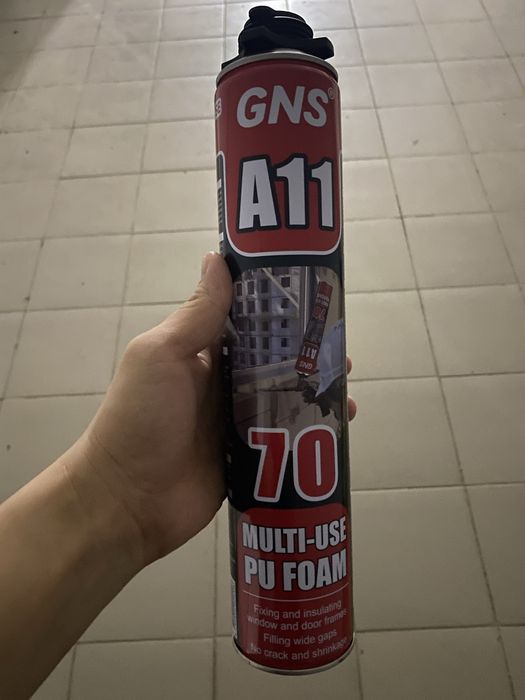 GNS®
A11
70
MULTI-USE
PU FOAM
Fixing and insulating
window and door frames
Filling wide gaps
No crack and shrinkage